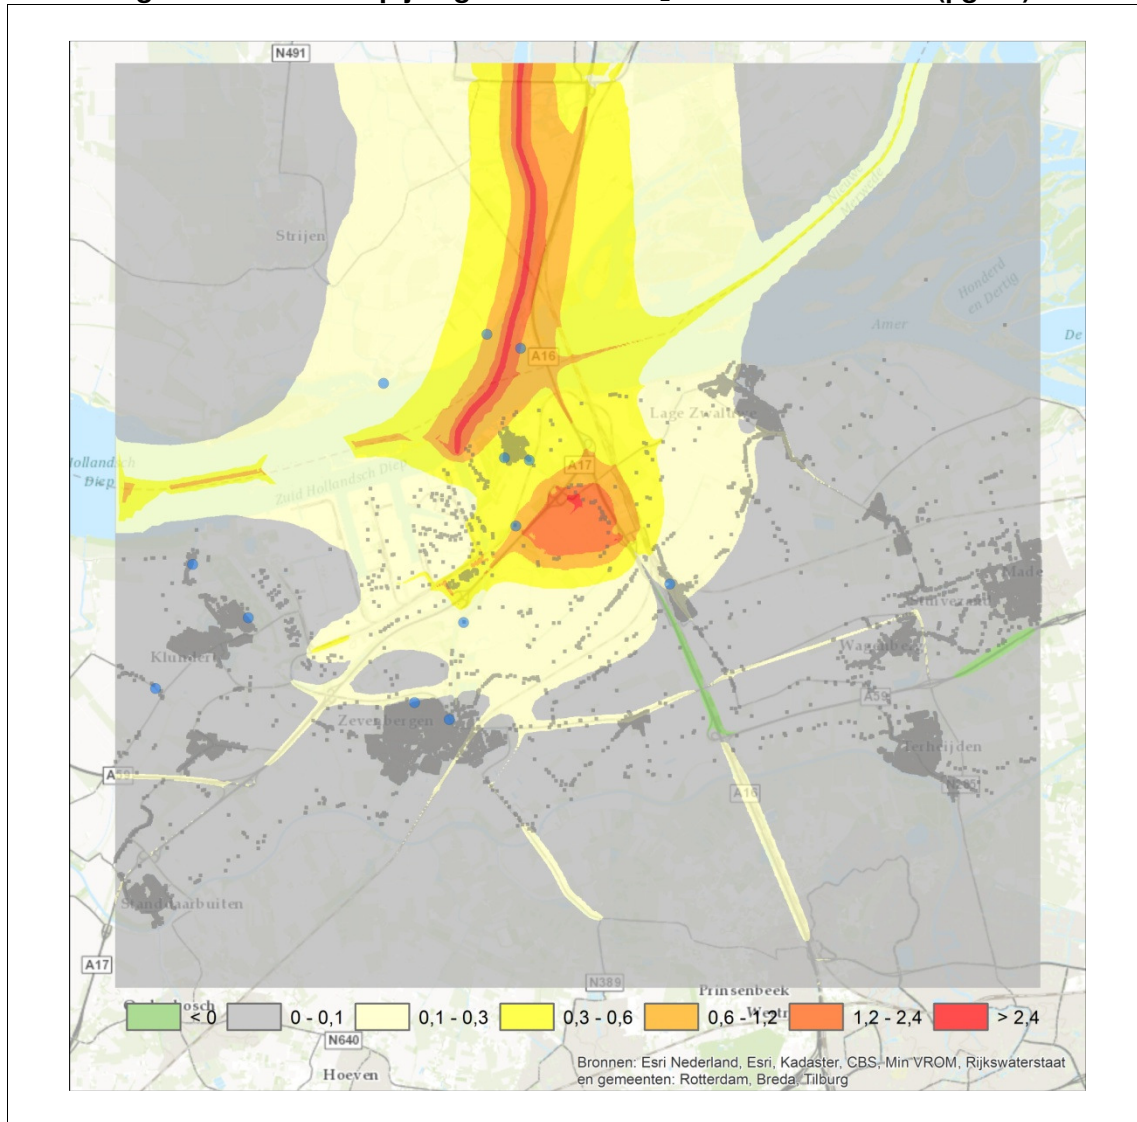 N491
Strijen
Nieuwe
Merwede
Honderd
en Dertig
Amer
De
A16
Lage Zwaluwe
Hollandsch
Diep
Zuid Hollandsch Diep
A17
Made
Wagenberg
Klundert
A59
Zevenbergen
Terheijden
A59
A16
Standdaarbuiten
A17
N389
Prinsenbeek
< 0
0 - 0,1
0,1 - 0,3
0,3 - 0,6
0,6 - 1,2
1,2 - 2,4
> 2,4
N640
Hoeven
Bronnen: Esri Nederland, Esri, Kadaster, CBS, Min VROM, Rijkswaterstaat
en gemeenten: Rotterdam, Breda, Tilburg